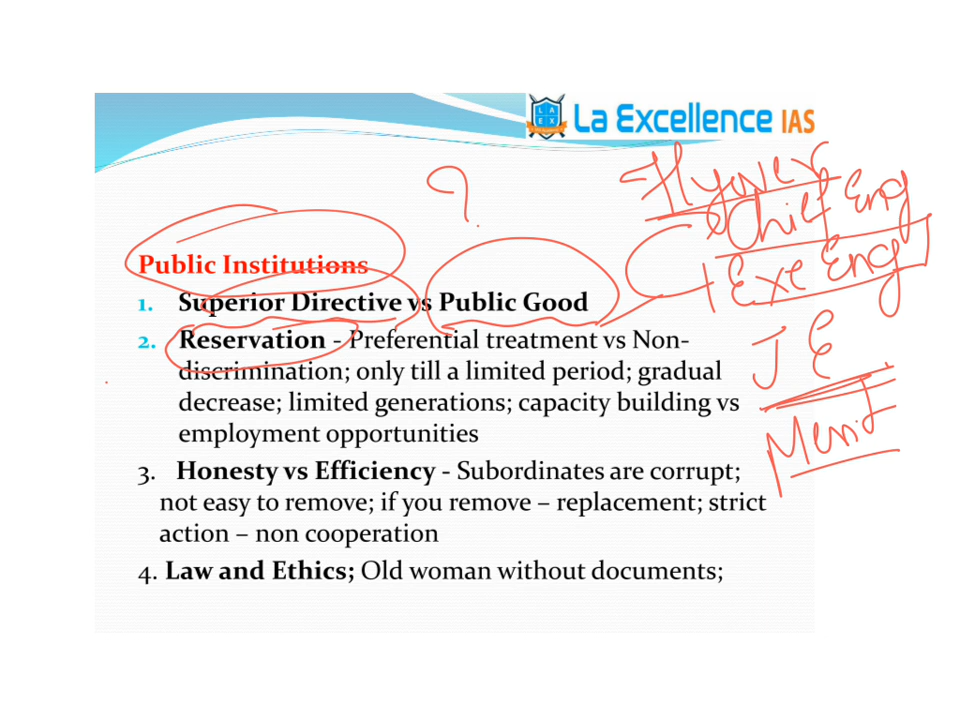 La Excellence IAS
?
Chief Eng
Exe Eng
J E
Merit
Public Institutions
1. Superior Directive vs Public Good
2. Reservation - Preferential treatment vs Non-
discrimination; only till a limited period; gradual
decrease; limited generations; capacity building vs
employment opportunities
3. Honesty vs Efficiency - Subordinates are corrupt;
not easy to remove; if you remove – replacement; strict
action – non cooperation
4. Law and Ethics; Old woman without documents;